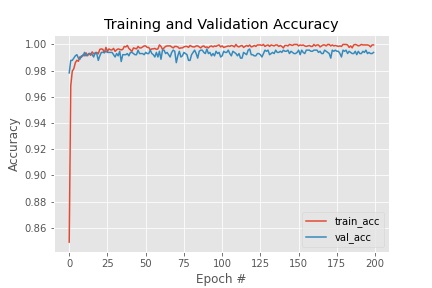 Training and Validation Accuracy
1.00
0.98
0.96
0.94
0.92
0.90
0.88
0.86
Accuracy
train_acc
val_acc
0 25 50 75 100 125 150 175 200
Epoch #